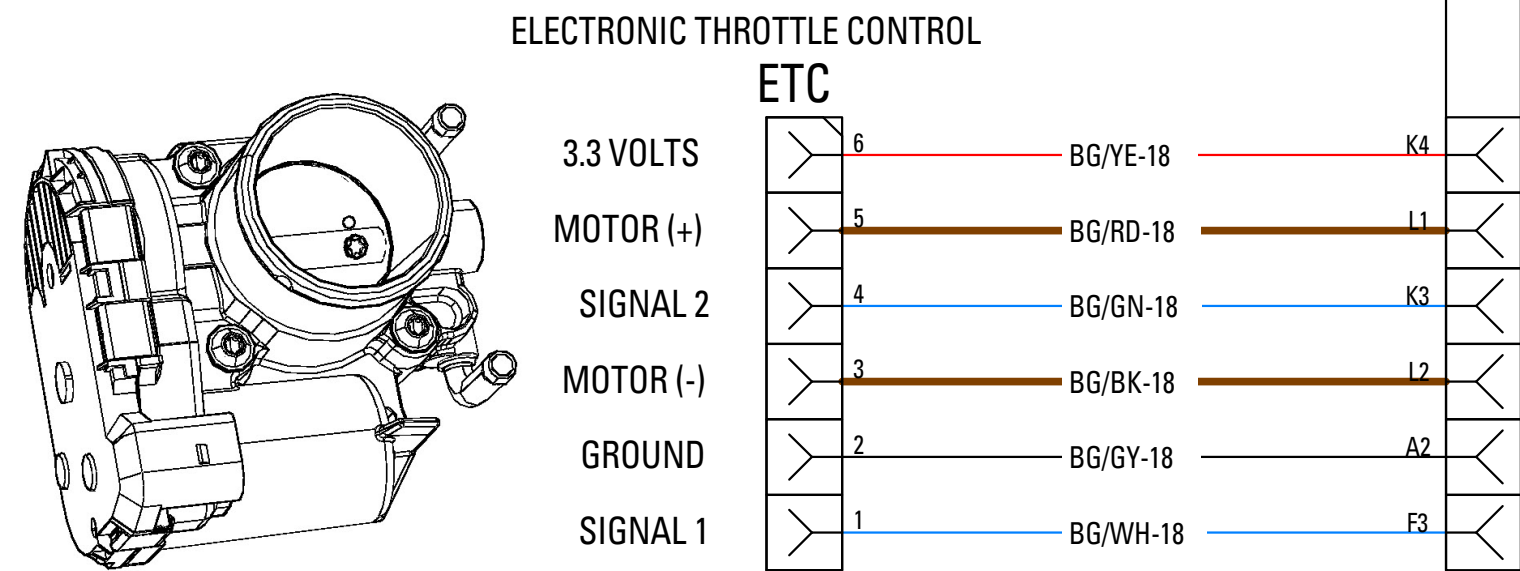 ELECTRONIC THROTTLE CONTROL
ETC
3.3 VOLTS 6 BG/YE-18 K4
MOTOR (+) 5 BG/RD-18 L1
SIGNAL 2 4 BG/GN-18 K3
MOTOR (-) 3 BG/BK-18 L2
GROUND 2 BG/GY-18 A2
SIGNAL 1 1 BG/WH-18 F3